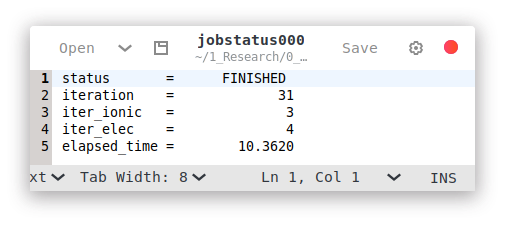 Open
jobstatus000
~/1_Research/0_…
Save
1 status = FINISHED
2 iteration = 31
3 iter_ionic = 3
4 iter_elec = 4
5 elapsed_time = 10.3620
xt Tab Width: 8 Ln 1, Col 1 INS